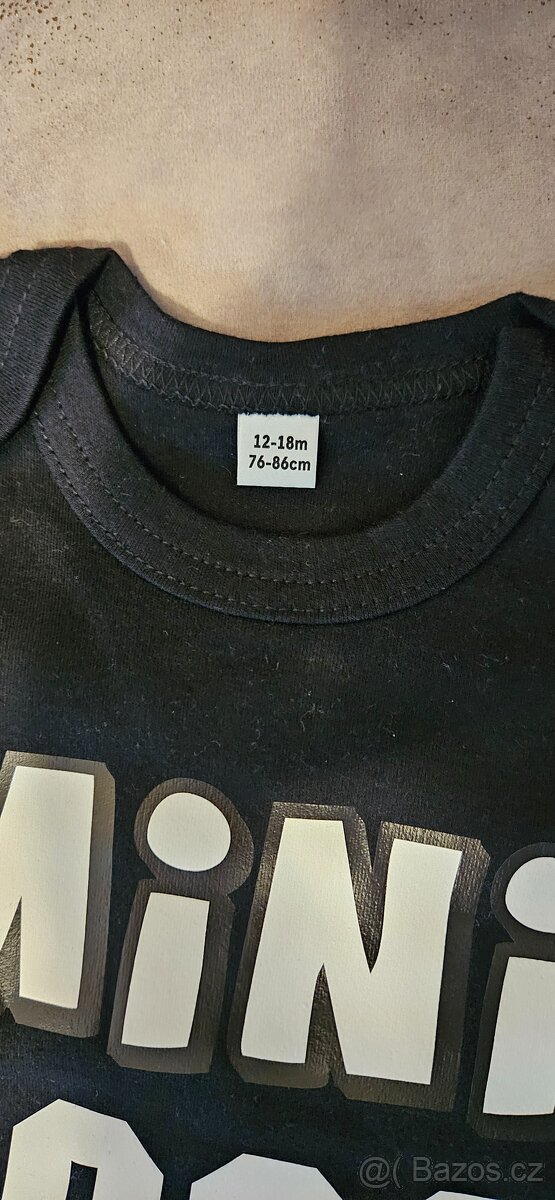 12-18m
76-86cm
MiNi
@( Bazos.cz